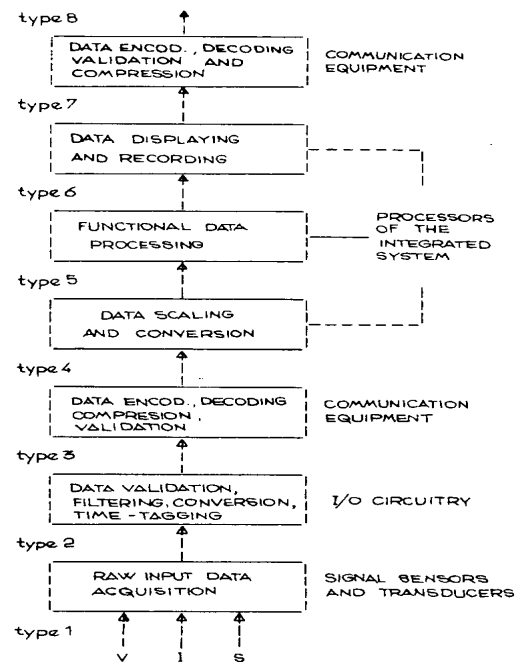 type 8
DATA ENCOD., DECODING
VALIDATION AND
COMPRESSION
COMMUNICATION
EQUIPMENT
type 7
DATA DISPLAYING
AND RECORDING
type 6
FUNCTIONAL DATA
PROCESSING
PROCESSORS
OF THE
INTEGRATED
SYSTEM
type 5
DATA SCALING
AND CONVERSION
type 4
DATA ENCOD., DECODING
COMPRESION,
VALIDATION
COMMUNICATION
EQUIPMENT
type 3
DATA VALIDATION,
FILTERING, CONVERSION,
TIME-TAGGING
I/O CIRCUITRY
type 2
RAW INPUT DATA
ACQUISITION
SIGNAL SENSORS
AND TRANSDUCERS
type 1
V I S